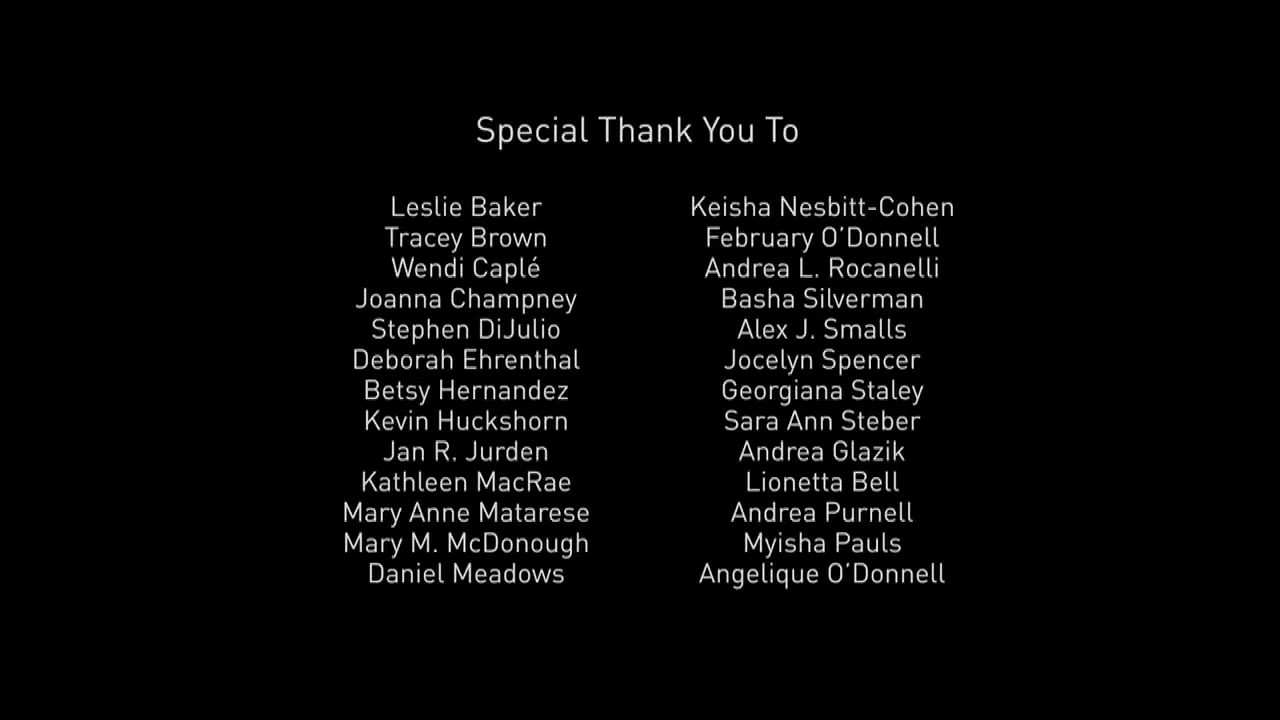 Special Thank You To
Leslie Baker
Tracey Brown
Wendi Caplé
Joanna Champney
Stephen DiJulio
Deborah Ehrenthal
Betsy Hernandez
Kevin Huckshorn
Jan R. Jurden
Kathleen MacRae
Mary Anne Matarese
Mary M. McDonough
Daniel Meadows
Keisha Nesbitt-Cohen
February O’Donnell
Andrea L. Rocanelli
Basha Silverman
Alex J. Smalls
Jocelyn Spencer
Georgiana Staley
Sara Ann Steber
Andrea Glazik
Lionetta Bell
Andrea Purnell
Myisha Pauls
Angelique O’Donnell